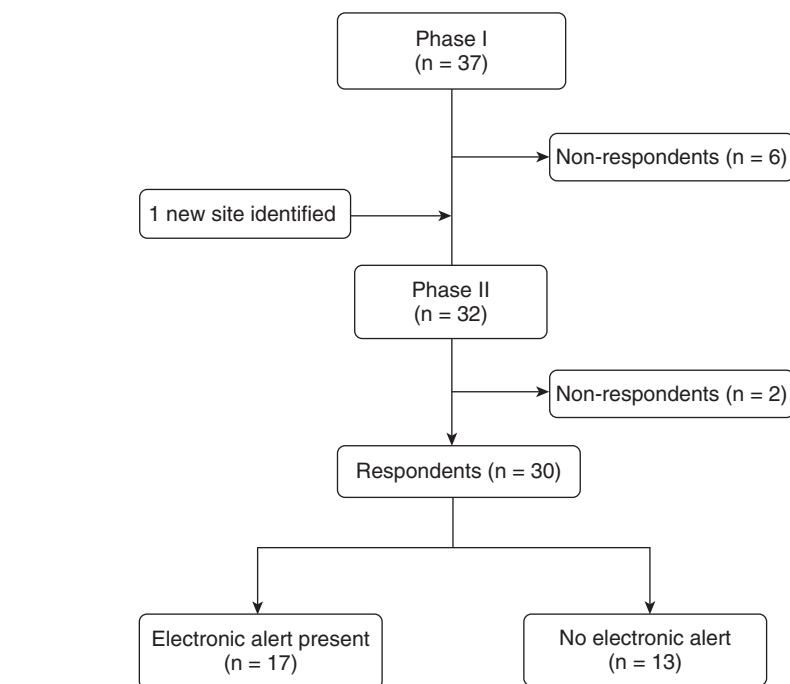 Phase I
(n = 37)
Non-respondents (n = 6)
1 new site identified
Phase II
(n = 32)
Non-respondents (n = 2)
Respondents (n = 30)
Electronic alert present
(n = 17)
No electronic alert
(n = 13)